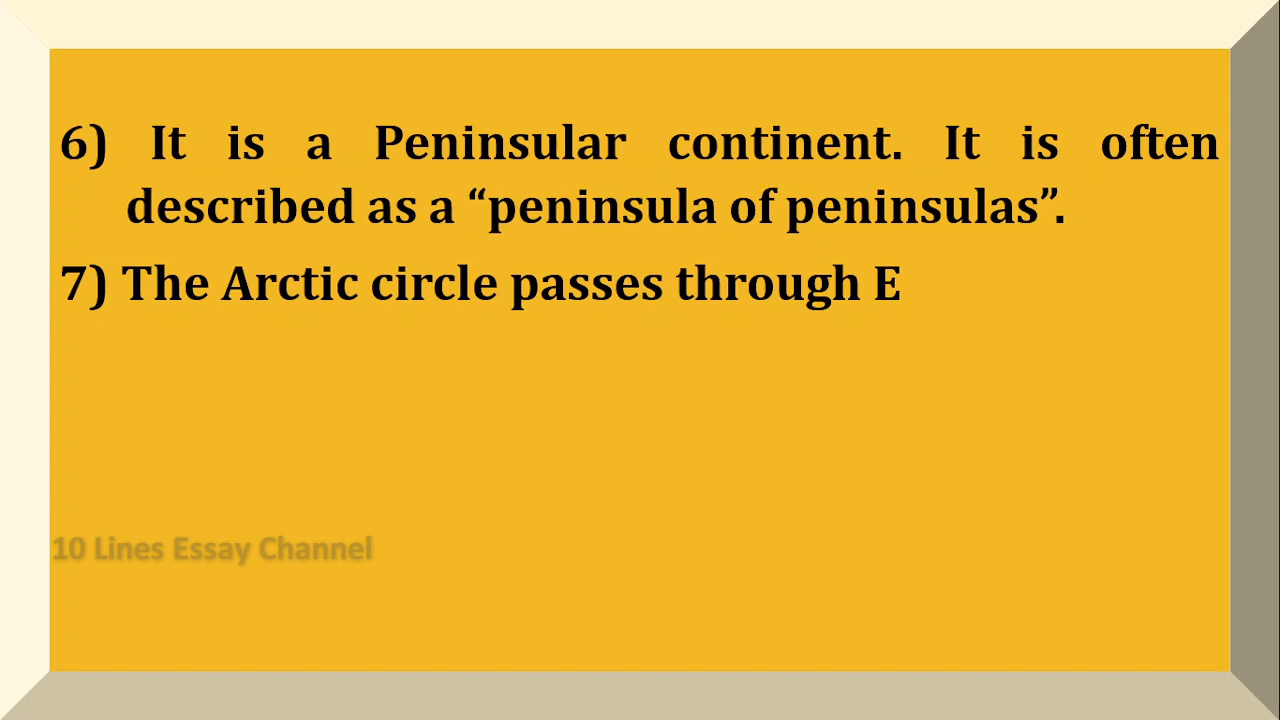 6) It is a Peninsular continent. It is often
described as a “peninsula of peninsulas”.
7) The Arctic circle passes through E
10 Lines Essay Channel